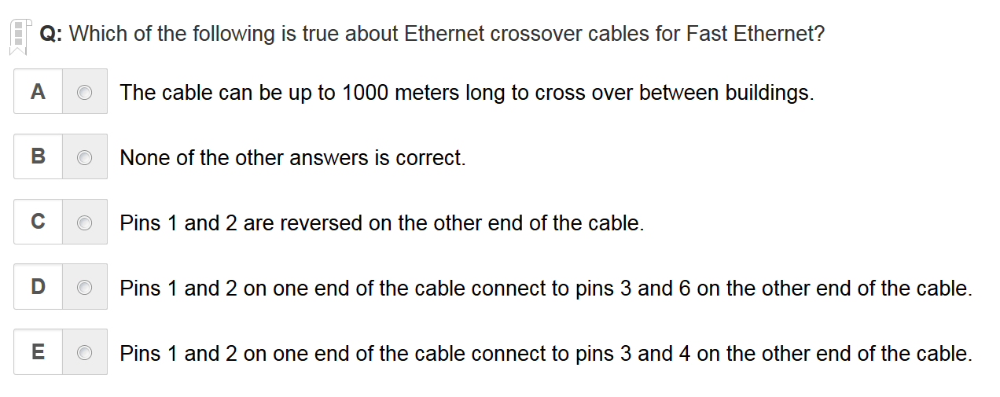 Q: Which of the following is true about Ethernet crossover cables for Fast Ethernet?
A The cable can be up to 1000 meters long to cross over between buildings.
B None of the other answers is correct.
C Pins 1 and 2 are reversed on the other end of the cable.
D Pins 1 and 2 on one end of the cable connect to pins 3 and 6 on the other end of the cable.
E Pins 1 and 2 on one end of the cable connect to pins 3 and 4 on the other end of the cable.